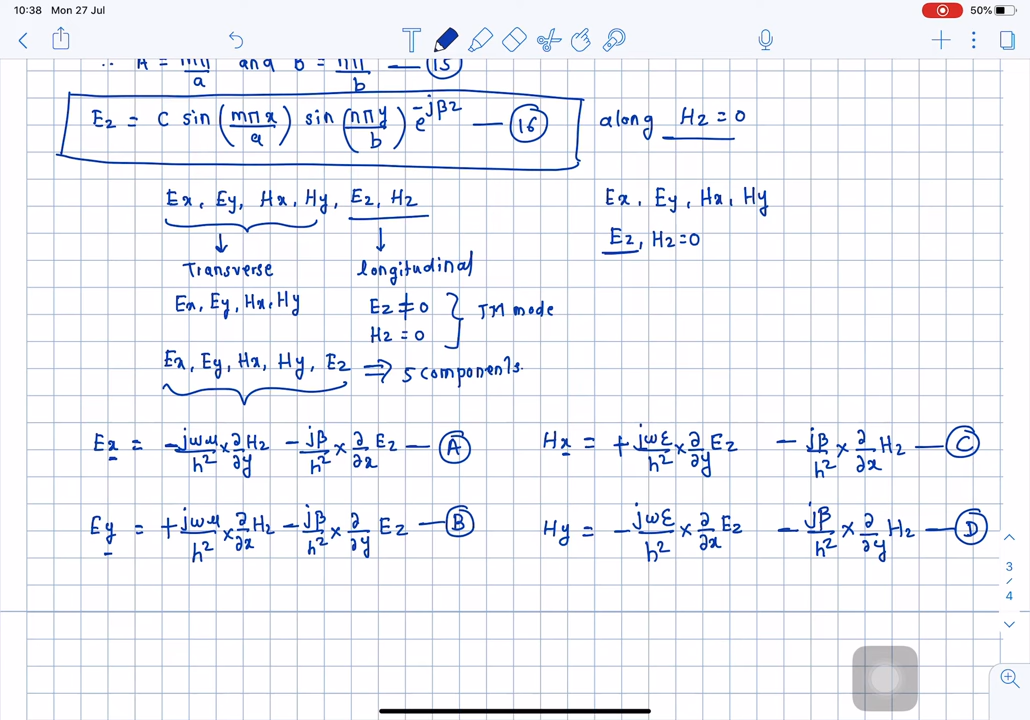 10:38 Mon 27 Jul 50%
∴ A = mπ/a and B = nπ/b — (15)
Ez = C sin(mπx/a) sin(nπy/b) e^-jβz — (16) along Hz = 0
Ex, Ey, Hx, Hy, Ez, Hz
Ex, Ey, Hx, Hy
Ez, Hz=0
Transverse longitudinal
Ex, Ey, Hx, Hy Ez ≠ 0
Hz = 0 } TM mode
Ex, Ey, Hx, Hy, Ez ⇒ 5 components.
Ex = -jωμ/h² × ∂/∂y Hz - jβ/h² × ∂/∂x Ez — (A)
Hx = +jωε/h² × ∂/∂y Ez - jβ/h² × ∂/∂x Hz — (C)
Ey = +jωμ/h² × ∂/∂x Hz - jβ/h² × ∂/∂y Ez — (B)
Hy = -jωε/h² × ∂/∂x Ez - jβ/h² × ∂/∂y Hz — (D)
3
/
4